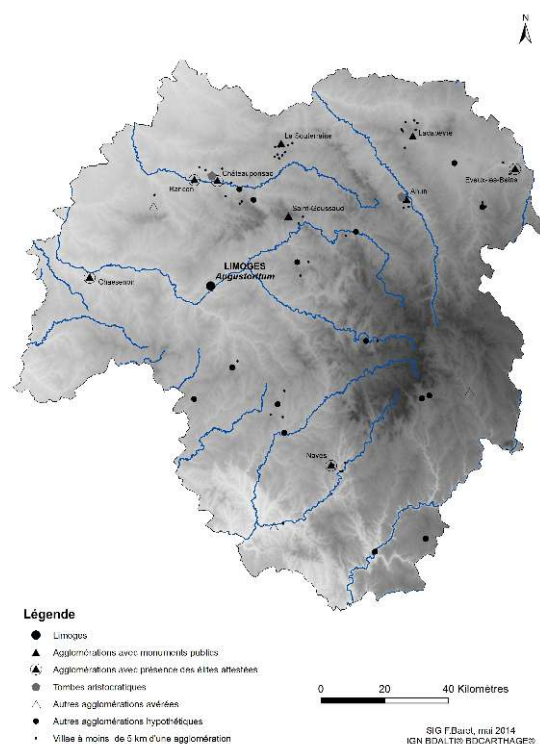 N
La Souterraine
Ladapeyre
Châteauponsac
Rancon
Evaux-les-Bains
Ahun
Saint-Goussaud
LIMOGES
Augustoritum
Chassenon
Naves
Légende
Limoges
Agglomérations avec monuments publics
Agglomérations avec présence des élites attestées
Tombes aristocratiques
Autres agglomérations avérées
Autres agglomérations hypothétiques
Villae à moins de 5 km d'une agglomération
0 20 40 Kilomètres
SIG F.Baret, mai 2014
IGN BDALTI® BDCARTHAGE®